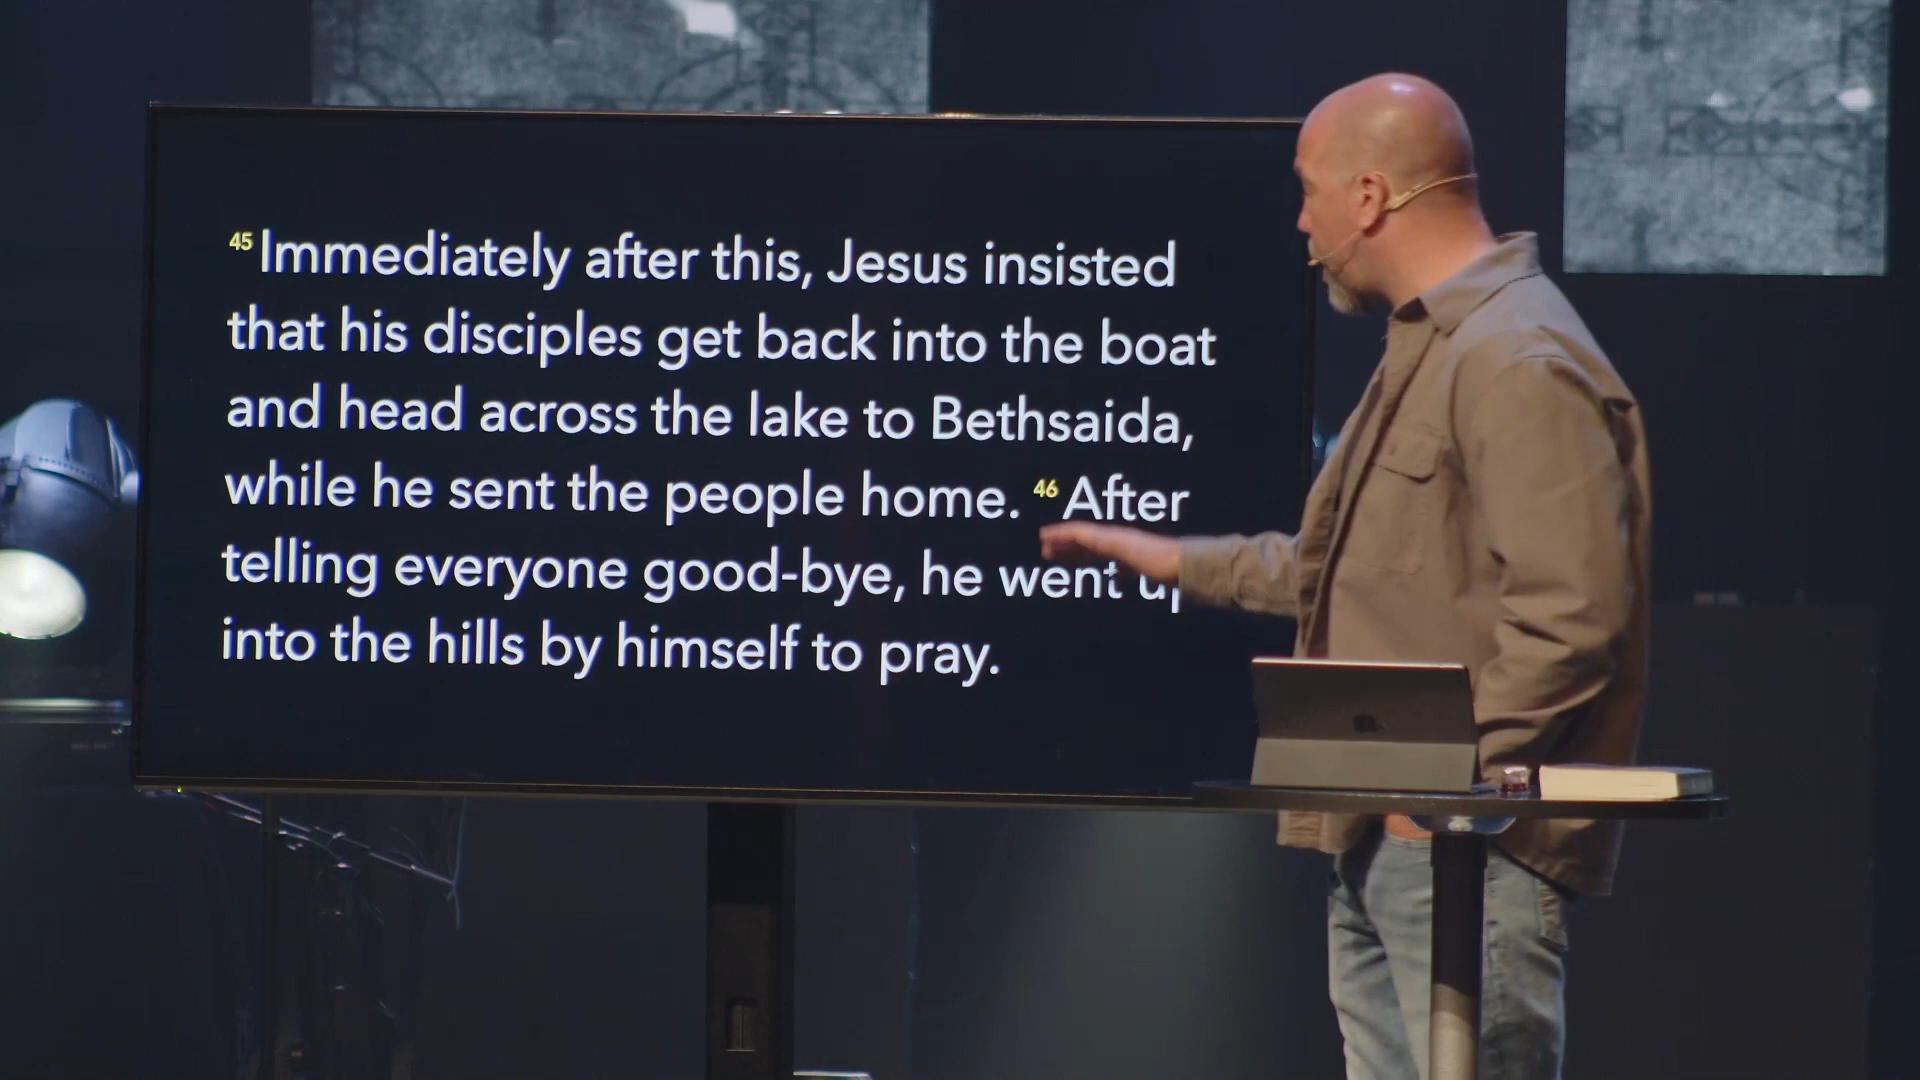 45 Immediately after this, Jesus insisted
that his disciples get back into the boat
and head across the lake to Bethsaida,
while he sent the people home. 46 After
telling everyone good-bye, he went
into the hills by himself to pray.